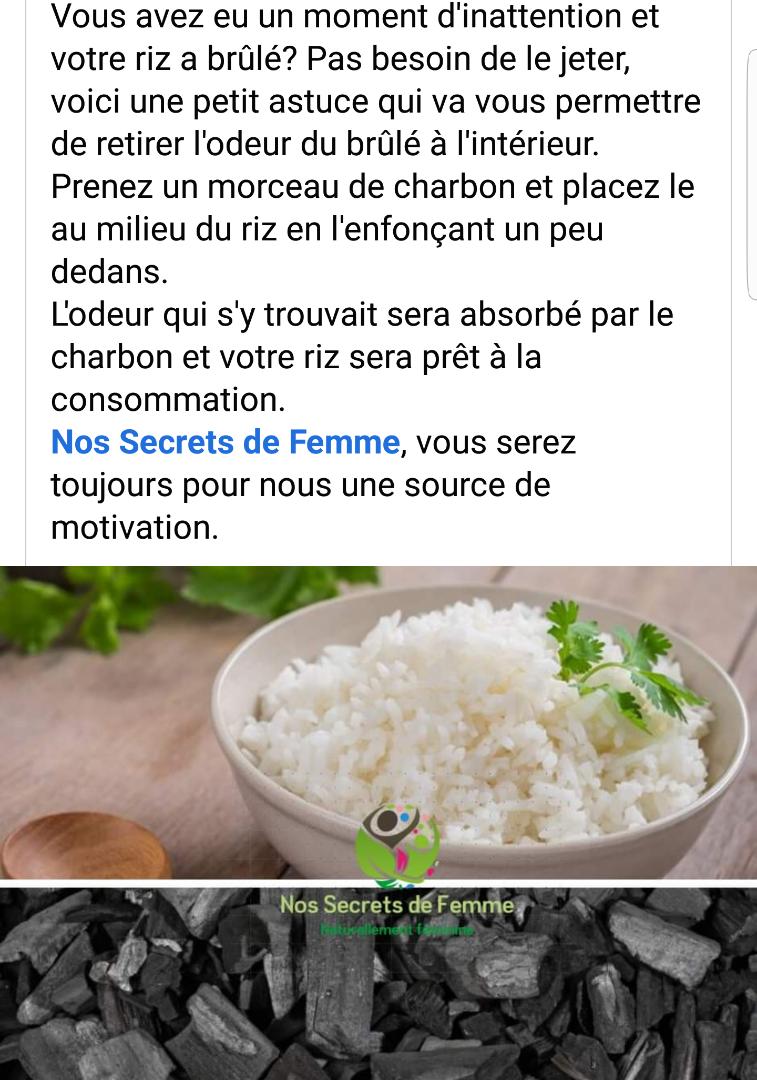 Vous avez eu un moment d'inattention et
votre riz a brûlé? Pas besoin de le jeter,
voici une petit astuce qui va vous permettre
de retirer l'odeur du brûlé à l'intérieur.
Prenez un morceau de charbon et placez le
au milieu du riz en l'enfonçant un peu
dedans.
L'odeur qui s'y trouvait sera absorbé par le
charbon et votre riz sera prêt à la
consommation.
Nos Secrets de Femme, vous serez
toujours pour nous une source de
motivation.
Nos Secrets de Femme
Naturellement féminine